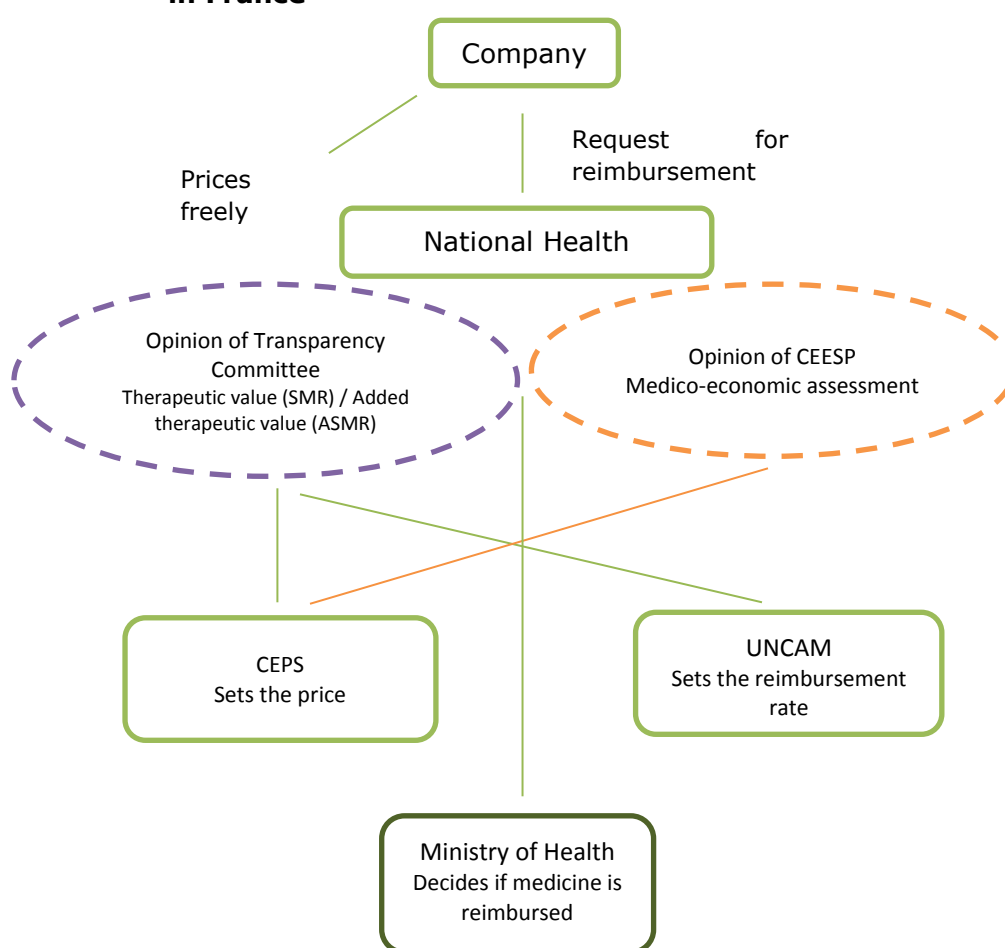 in France
Company
Request for
reimbursement
Prices
freely
National Health
Opinion of Transparency
Committee
Therapeutic value (SMR) / Added
therapeutic value (ASMR)
Opinion of CEESP
Medico-economic assessment
CEPS
Sets the price
UNCAM
Sets the reimbursement
rate
Ministry of Health
Decides if medicine is
reimbursed